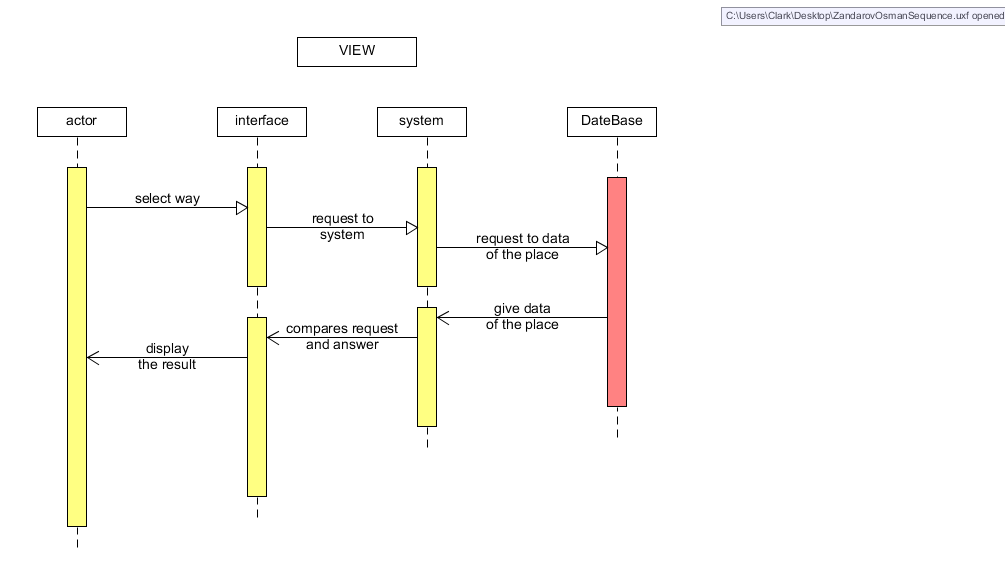 C:\Users\Clark\Desktop\ZandarovOsmanSequence.uxf opened
VIEW
actor
interface
system
DateBase
select way
request to
system
request to data
of the place
give data
of the place
compares request
and answer
display
the result